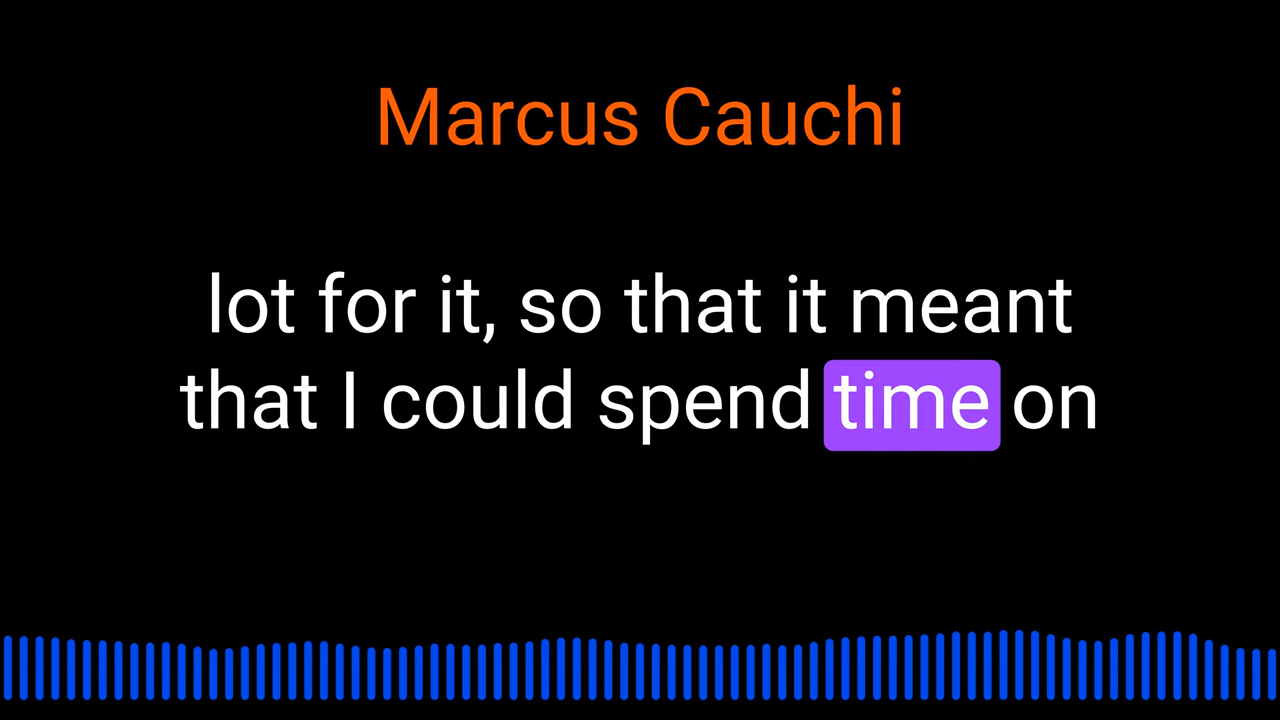 Marcus Cauchi
lot for it, so that it meant
that I could spend time on